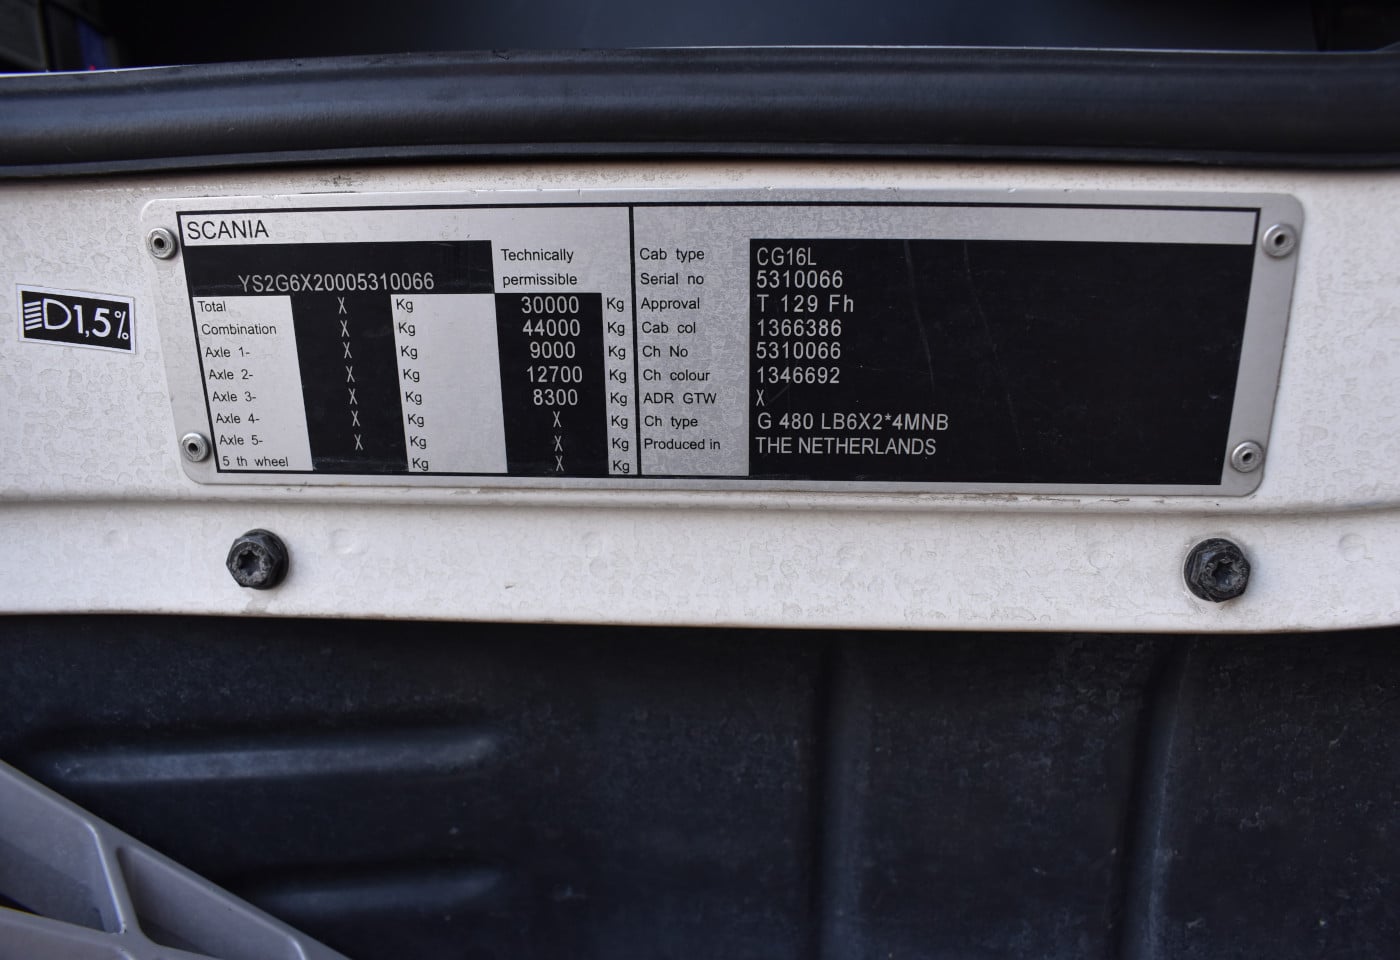 SCANIA
YS2G6X20005310066
Technically
permissible
Total X Kg 30000 Kg
Combination X Kg 44000 Kg
Axle 1- X Kg 9000 Kg
Axle 2- X Kg 12700 Kg
Axle 3- X Kg 8300 Kg
Axle 4- X Kg X Kg
Axle 5- X Kg X Kg
5 th wheel Kg X Kg
Cab type CG16L
Serial no 5310066
Approval T 129 Fh
Cab col 1366386
Ch No 5310066
Ch colour 1346692
ADR GTW X
Ch type G 480 LB6X2*4MNB
Produced in THE NETHERLANDS
1,5%